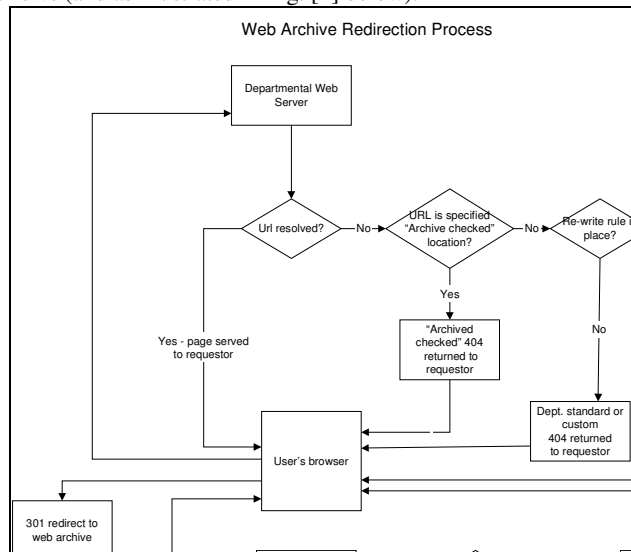 Web Archive Redirection Process
Departmental Web
Server
Url resolved?
No
URL is specified
“Archive checked”
location?
No
Re-write rule i
place?
Yes
No
Yes - page served
to requestor
“Archived
checked” 404
returned to
requestor
Dept. standard or
custom
404 returned
to requestor
User’s browser
301 redirect to
web archive